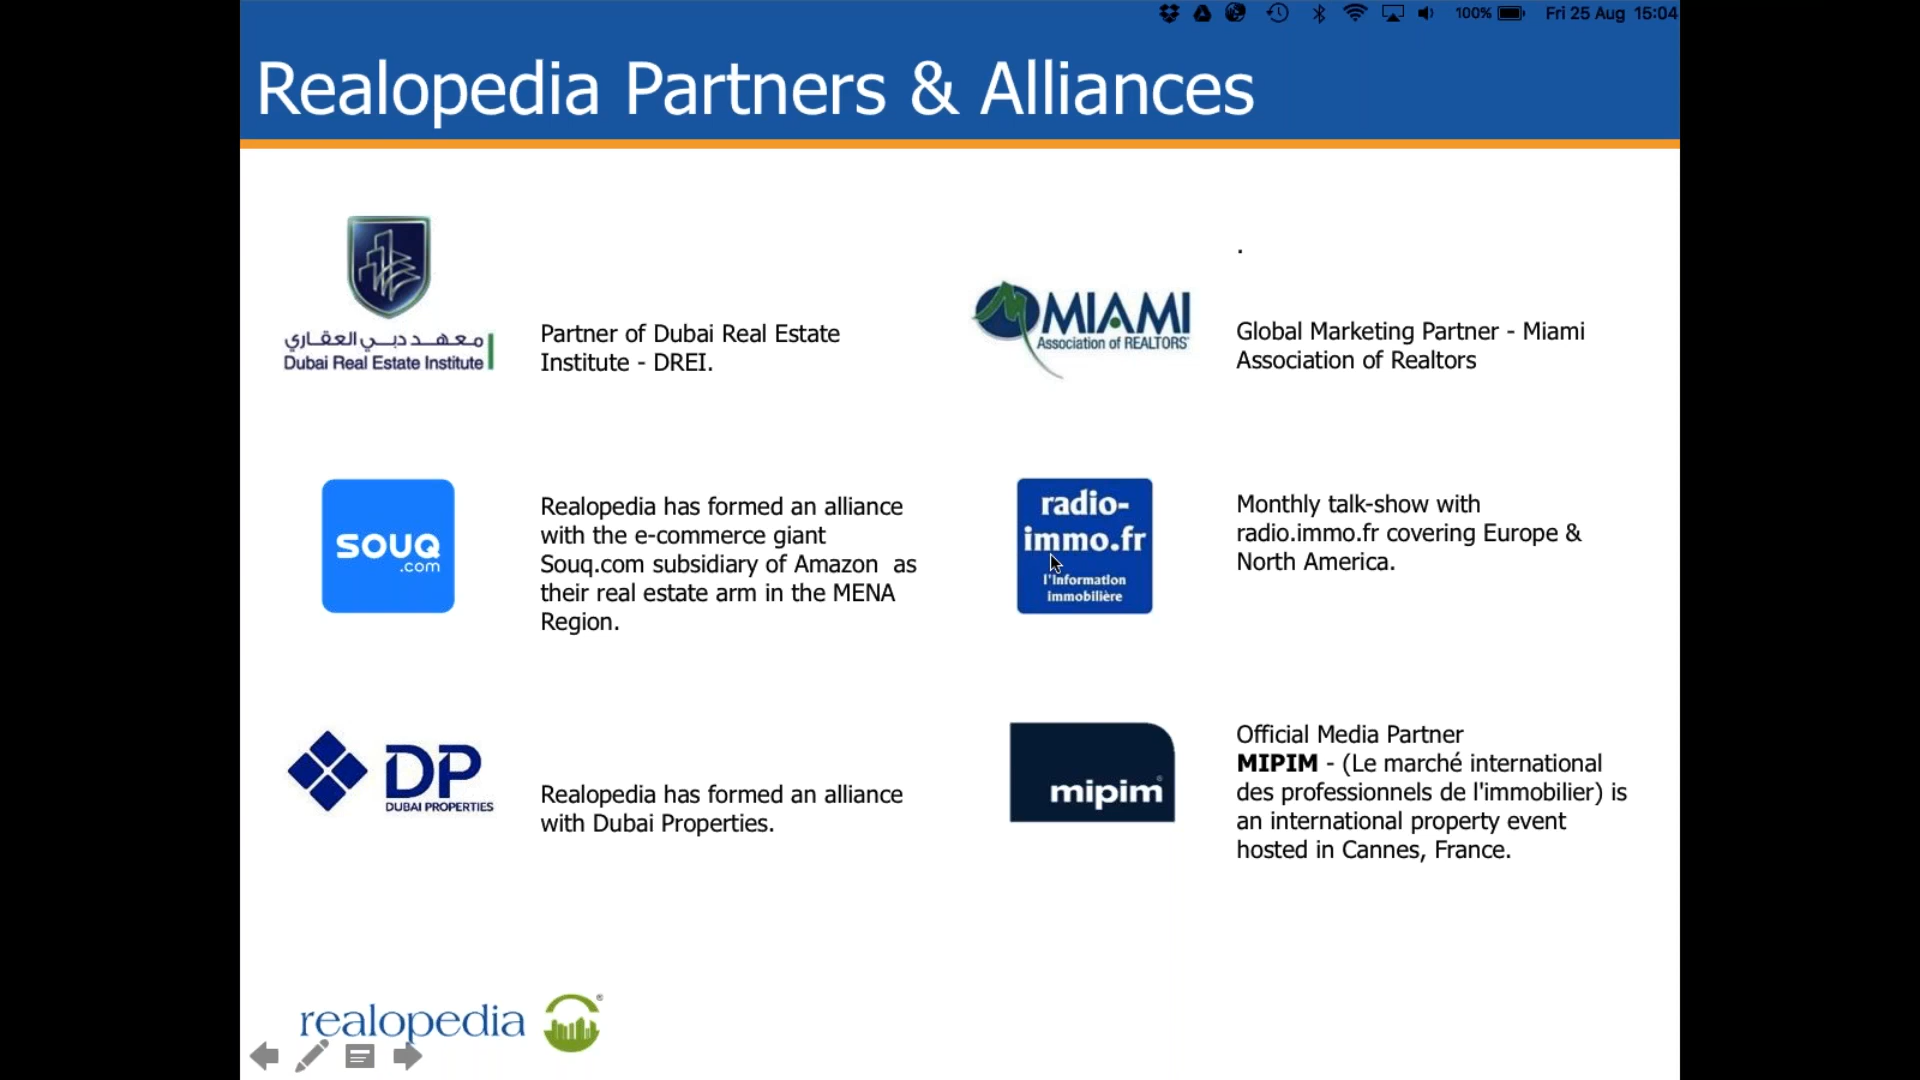 100% Fri 25 Aug 15:04
Realopedia Partners & Alliances
معهد دبي العقاري
Dubai Real Estate Institute
Partner of Dubai Real Estate
Institute - DREI.
.
MIAMI
Association of REALTORS®
Global Marketing Partner - Miami
Association of Realtors
souq
.com
Realopedia has formed an alliance
with the e-commerce giant
Souq.com subsidiary of Amazon as
their real estate arm in the MENA
Region.
radio-
immo.fr
l'information
immobilière
Monthly talk-show with
radio.immo.fr covering Europe &
North America.
DP
DUBAI PROPERTIES
Realopedia has formed an alliance
with Dubai Properties.
mipim®
Official Media Partner
MIPIM - (Le marché international
des professionnels de l'immobilier) is
an international property event
hosted in Cannes, France.
realopedia ®